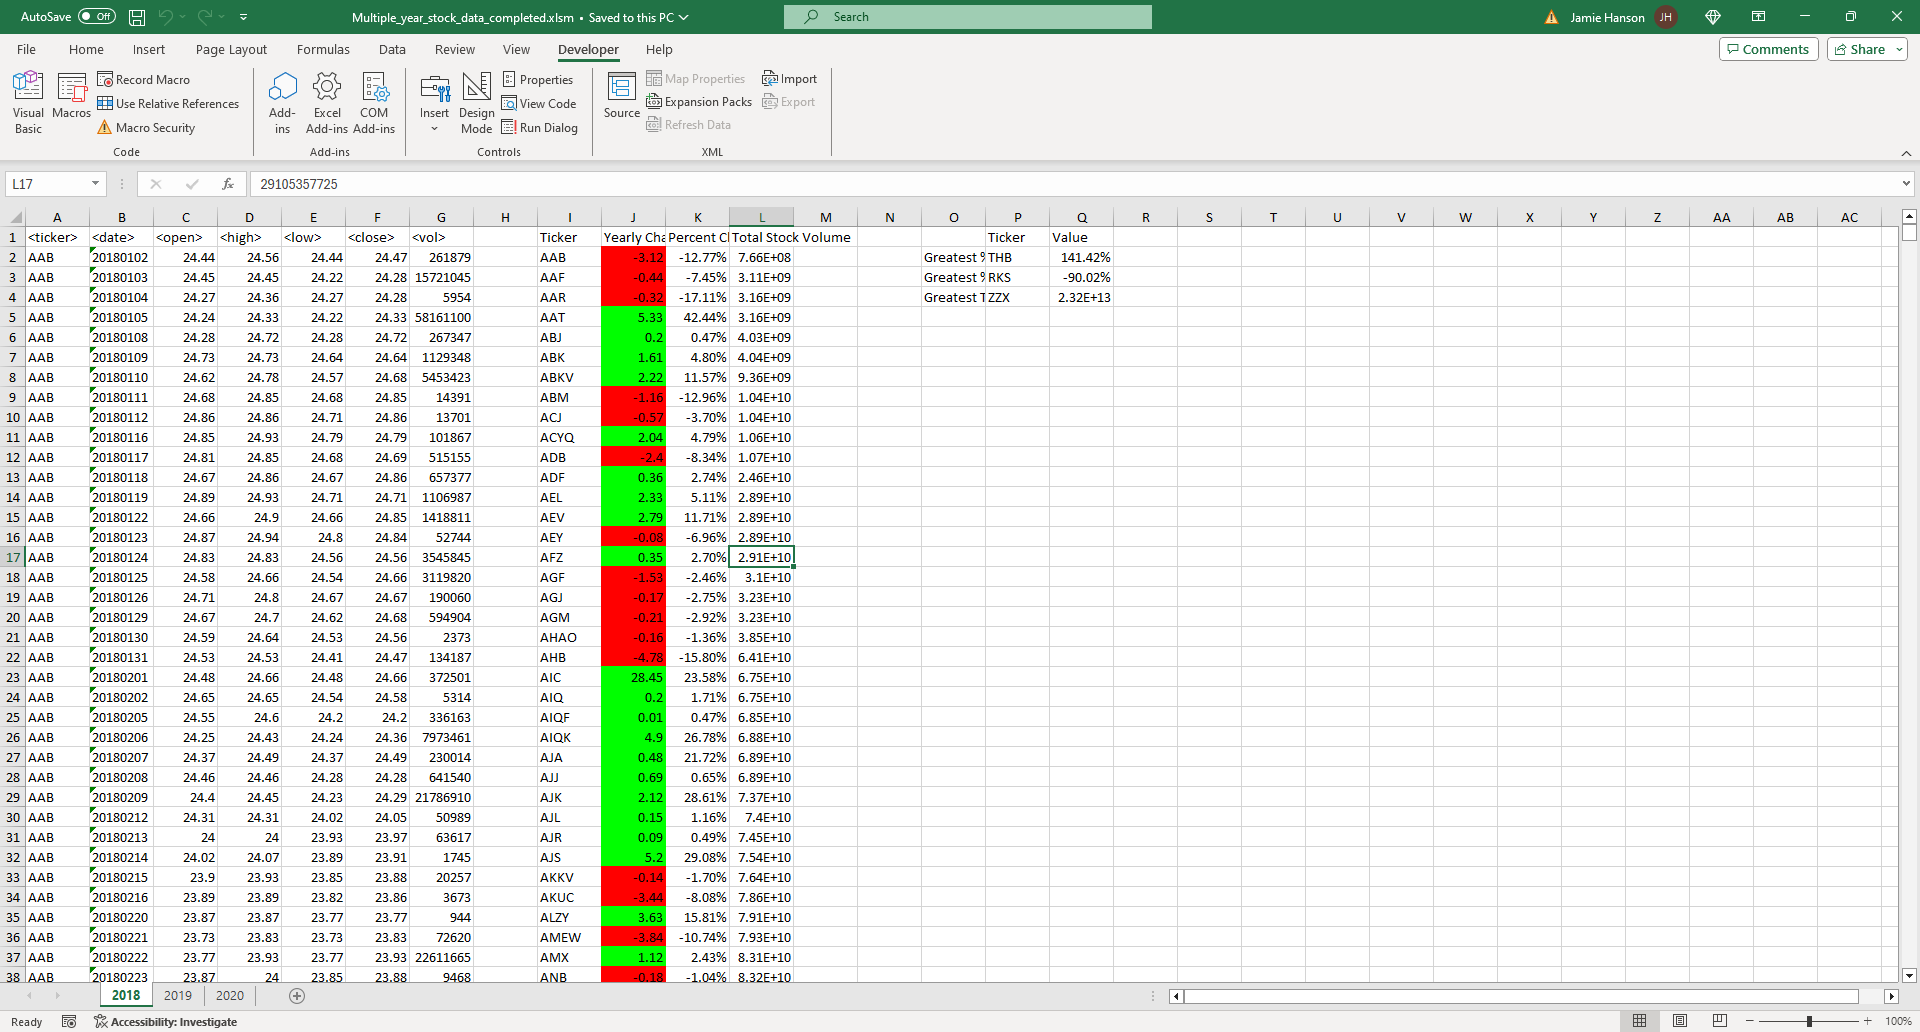 AutoSave Off Multiple_year_stock_data_completed.xlsm • Saved to this PC Search Jamie Hanson JH
File Home Insert Page Layout Formulas Data Review View Developer Help Comments Share
Visual Basic Macros Record Macro Use Relative References Macro Security Code
Add-ins Excel Add-ins COM Add-ins Add-ins
Insert Design Mode Properties View Code Run Dialog Controls
Source Map Properties Expansion Packs Refresh Data Import Export XML
L17 fx 29105357725
A B C D E F G H I J K L M N O P Q R S T U V W X Y Z AA AB AC
1 <ticker> <date> <open> <high> <low> <close> <vol> Ticker Yearly Cha Percent Cl Total Stock Volume Ticker Value
2 AAB 20180102 24.44 24.56 24.44 24.47 261879 AAB -3.12 -12.77% 7.66E+08 Greatest % THB 141.42%
3 AAB 20180103 24.45 24.45 24.22 24.28 15721045 AAF -0.44 -7.45% 3.11E+09 Greatest % RKS -90.02%
4 AAB 20180104 24.27 24.36 24.27 24.28 5954 AAR -0.32 -17.11% 3.16E+09 Greatest T ZZX 2.32E+13
5 AAB 20180105 24.24 24.33 24.22 24.33 58161100 AAT 5.33 42.44% 3.16E+09
6 AAB 20180108 24.28 24.72 24.28 24.72 267347 ABJ 0.2 0.47% 4.03E+09
7 AAB 20180109 24.73 24.73 24.64 24.64 1129348 ABK 1.61 4.80% 4.04E+09
8 AAB 20180110 24.62 24.78 24.57 24.68 5453423 ABKV 2.22 11.57% 9.36E+09
9 AAB 20180111 24.68 24.85 24.68 24.85 14391 ABM -1.16 -12.96% 1.04E+10
10 AAB 20180112 24.86 24.86 24.71 24.86 13701 ACJ -0.57 -3.70% 1.04E+10
11 AAB 20180116 24.85 24.93 24.79 24.79 101867 ACYQ 2.04 4.79% 1.06E+10
12 AAB 20180117 24.81 24.85 24.68 24.69 515155 ADB -2.4 -8.34% 1.07E+10
13 AAB 20180118 24.67 24.86 24.67 24.86 657377 ADF 0.36 2.74% 2.46E+10
14 AAB 20180119 24.89 24.93 24.71 24.71 1106987 AEL 2.33 5.11% 2.89E+10
15 AAB 20180122 24.66 24.9 24.66 24.85 1418811 AEV 2.79 11.71% 2.89E+10
16 AAB 20180123 24.87 24.94 24.8 24.84 52744 AEY -0.08 -6.96% 2.89E+10
17 AAB 20180124 24.83 24.83 24.56 24.56 3545845 AFZ 0.35 2.70% 2.91E+10
18 AAB 20180125 24.58 24.66 24.54 24.66 3119820 AGF -1.53 -2.46% 3.1E+10
19 AAB 20180126 24.71 24.8 24.67 24.67 190060 AGJ -0.17 -2.75% 3.23E+10
20 AAB 20180129 24.67 24.7 24.62 24.68 594904 AGM -0.21 -2.92% 3.23E+10
21 AAB 20180130 24.59 24.64 24.53 24.56 2373 AHAO -0.16 -1.36% 3.85E+10
22 AAB 20180131 24.53 24.53 24.41 24.47 134187 AHB -4.78 -15.80% 6.41E+10
23 AAB 20180201 24.48 24.66 24.48 24.66 372501 AIC 28.45 23.58% 6.75E+10
24 AAB 20180202 24.65 24.65 24.54 24.58 5314 AIQ 0.2 1.71% 6.75E+10
25 AAB 20180205 24.55 24.6 24.2 24.2 336163 AIQF 0.01 0.47% 6.85E+10
26 AAB 20180206 24.25 24.43 24.24 24.36 7973461 AIQK 4.9 26.78% 6.88E+10
27 AAB 20180207 24.37 24.49 24.37 24.49 230014 AJA 0.48 21.72% 6.89E+10
28 AAB 20180208 24.46 24.46 24.28 24.28 641540 AJJ 0.69 0.65% 6.89E+10
29 AAB 20180209 24.4 24.45 24.23 24.29 21786910 AJK 2.12 28.61% 7.37E+10
30 AAB 20180212 24.31 24.31 24.02 24.05 50989 AJL 0.15 1.16% 7.4E+10
31 AAB 20180213 24 24 23.93 23.97 63617 AJR 0.09 0.49% 7.45E+10
32 AAB 20180214 24.02 24.07 23.89 23.91 1745 AJS 5.2 29.08% 7.54E+10
33 AAB 20180215 23.9 23.93 23.85 23.88 20257 AKKV -0.14 -1.70% 7.64E+10
34 AAB 20180216 23.89 23.89 23.82 23.86 3673 AKUC -3.44 -8.08% 7.86E+10
35 AAB 20180220 23.87 23.87 23.77 23.77 944 ALZY 3.63 15.81% 7.91E+10
36 AAB 20180221 23.73 23.83 23.73 23.83 72620 AMEW -3.84 -10.74% 7.93E+10
37 AAB 20180222 23.77 23.93 23.77 23.93 22611665 AMX 1.12 2.43% 8.31E+10
38 AAB 20180223 23.87 24 23.85 23.88 9468 ANB -0.18 -1.04% 8.32E+10
2018 2019 2020
Ready Accessibility: Investigate 100%